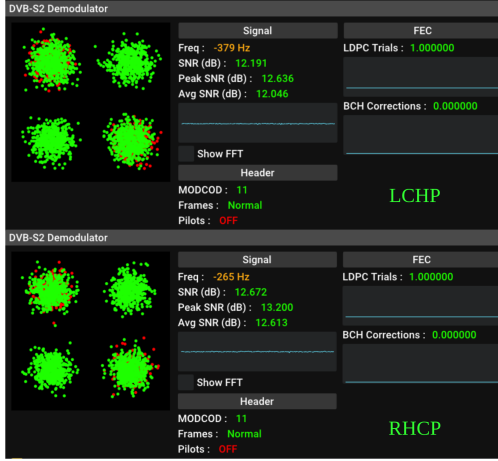 DVB-S2 Demodulator
Signal
Freq : -379 Hz
SNR (dB) : 12.191
Peak SNR (dB) : 12.636
Avg SNR (dB) : 12.046
Show FFT
Header
MODCOD : 11
Frames : Normal
Pilots : OFF
FEC
LDPC Trials : 1.000000
BCH Corrections : 0.000000
LCHP
DVB-S2 Demodulator
Signal
Freq : -265 Hz
SNR (dB) : 12.672
Peak SNR (dB) : 13.200
Avg SNR (dB) : 12.613
Show FFT
Header
MODCOD : 11
Frames : Normal
Pilots : OFF
FEC
LDPC Trials : 1.000000
BCH Corrections : 0.000000
RHCP